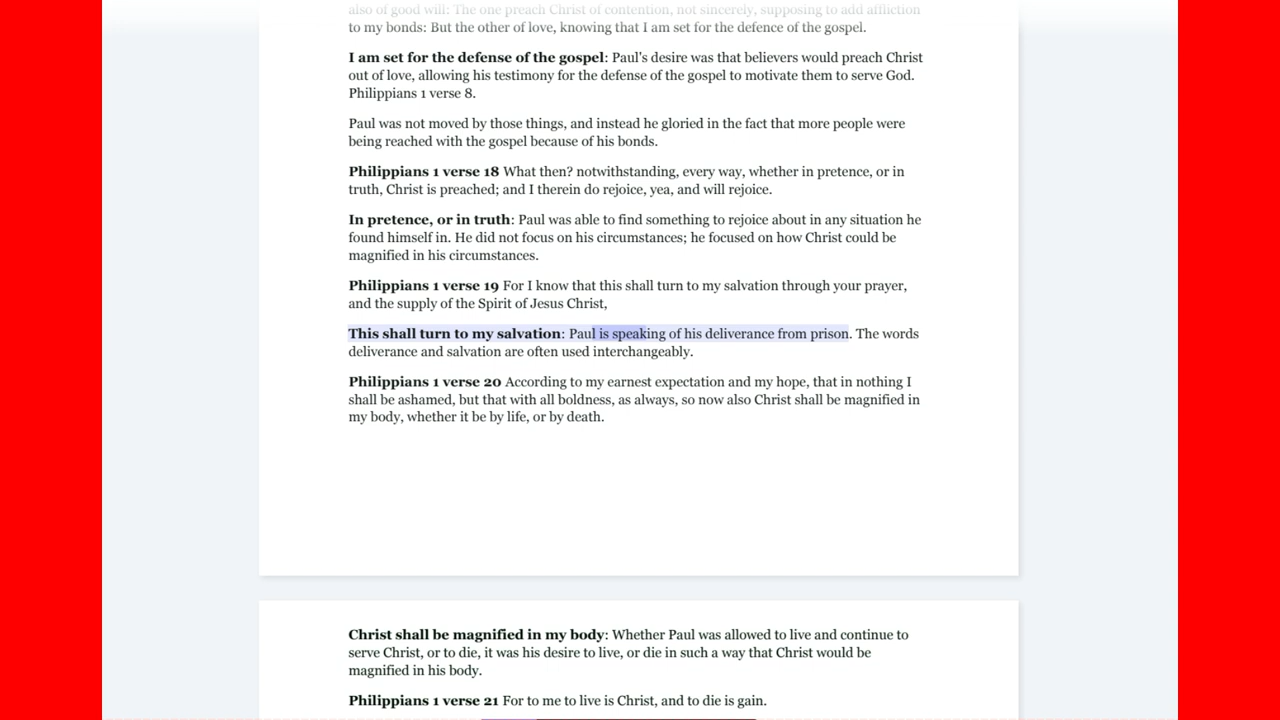 also of good will: The one preach Christ of contention, not sincerely, supposing to add affliction
to my bonds: But the other of love, knowing that I am set for the defence of the gospel.
I am set for the defense of the gospel: Paul's desire was that believers would preach Christ
out of love, allowing his testimony for the defense of the gospel to motivate them to serve God.
Philippians 1 verse 8.
Paul was not moved by those things, and instead he gloried in the fact that more people were
being reached with the gospel because of his bonds.
Philippians 1 verse 18 What then? notwithstanding, every way, whether in pretence, or in
truth, Christ is preached; and I therein do rejoice, yea, and will rejoice.
In pretence, or in truth: Paul was able to find something to rejoice about in any situation he
found himself in. He did not focus on his circumstances; he focused on how Christ could be
magnified in his circumstances.
Philippians 1 verse 19 For I know that this shall turn to my salvation through your prayer,
and the supply of the Spirit of Jesus Christ,
This shall turn to my salvation: Paul is speaking of his deliverance from prison. The words
deliverance and salvation are often used interchangeably.
Philippians 1 verse 20 According to my earnest expectation and my hope, that in nothing I
shall be ashamed, but that with all boldness, as always, so now also Christ shall be magnified in
my body, whether it be by life, or by death.
Christ shall be magnified in my body: Whether Paul was allowed to live and continue to
serve Christ, or to die, it was his desire to live, or die in such a way that Christ would be
magnified in his body.
Philippians 1 verse 21 For to me to live is Christ, and to die is gain.